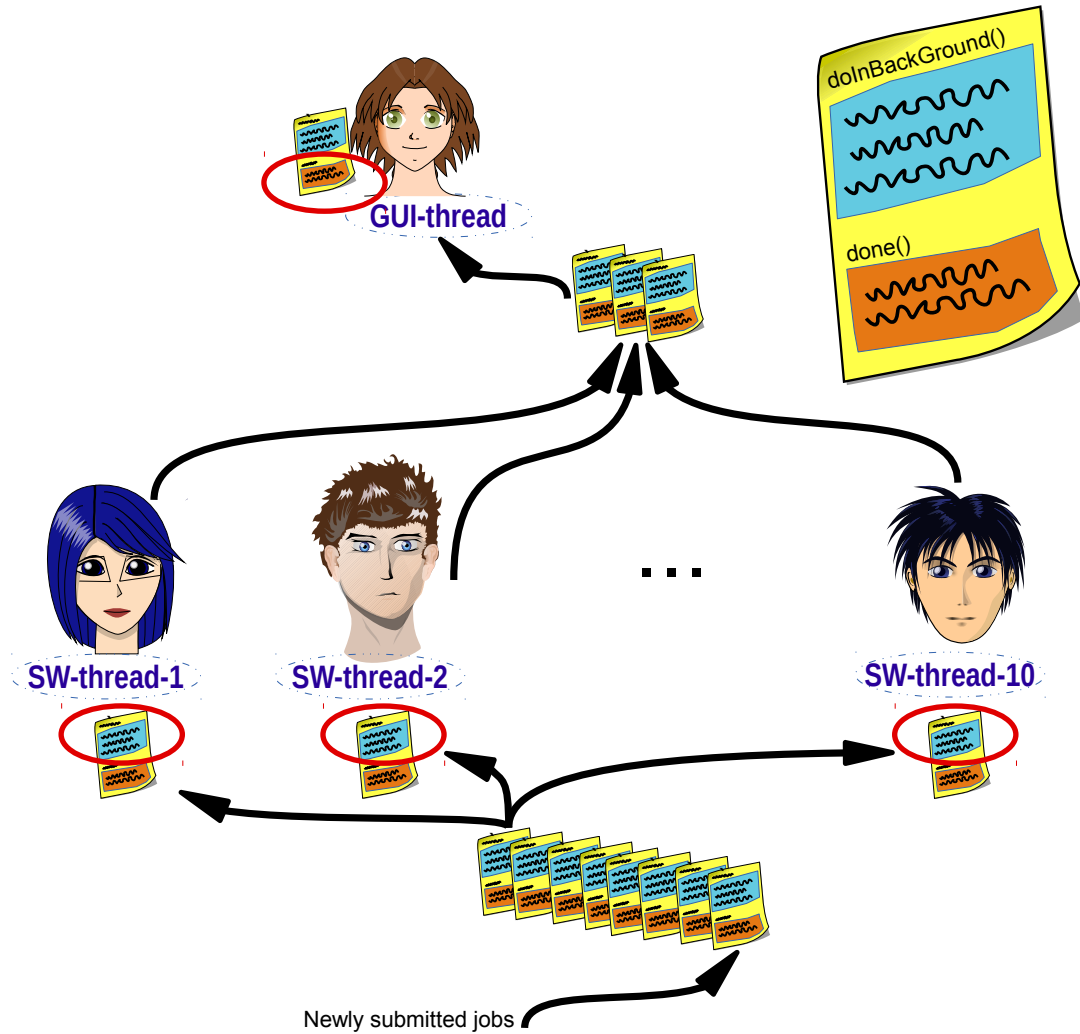 doInBackGround()
done()
GUI-thread
SW-thread-1
SW-thread-2
...
SW-thread-10
Newly submitted jobs